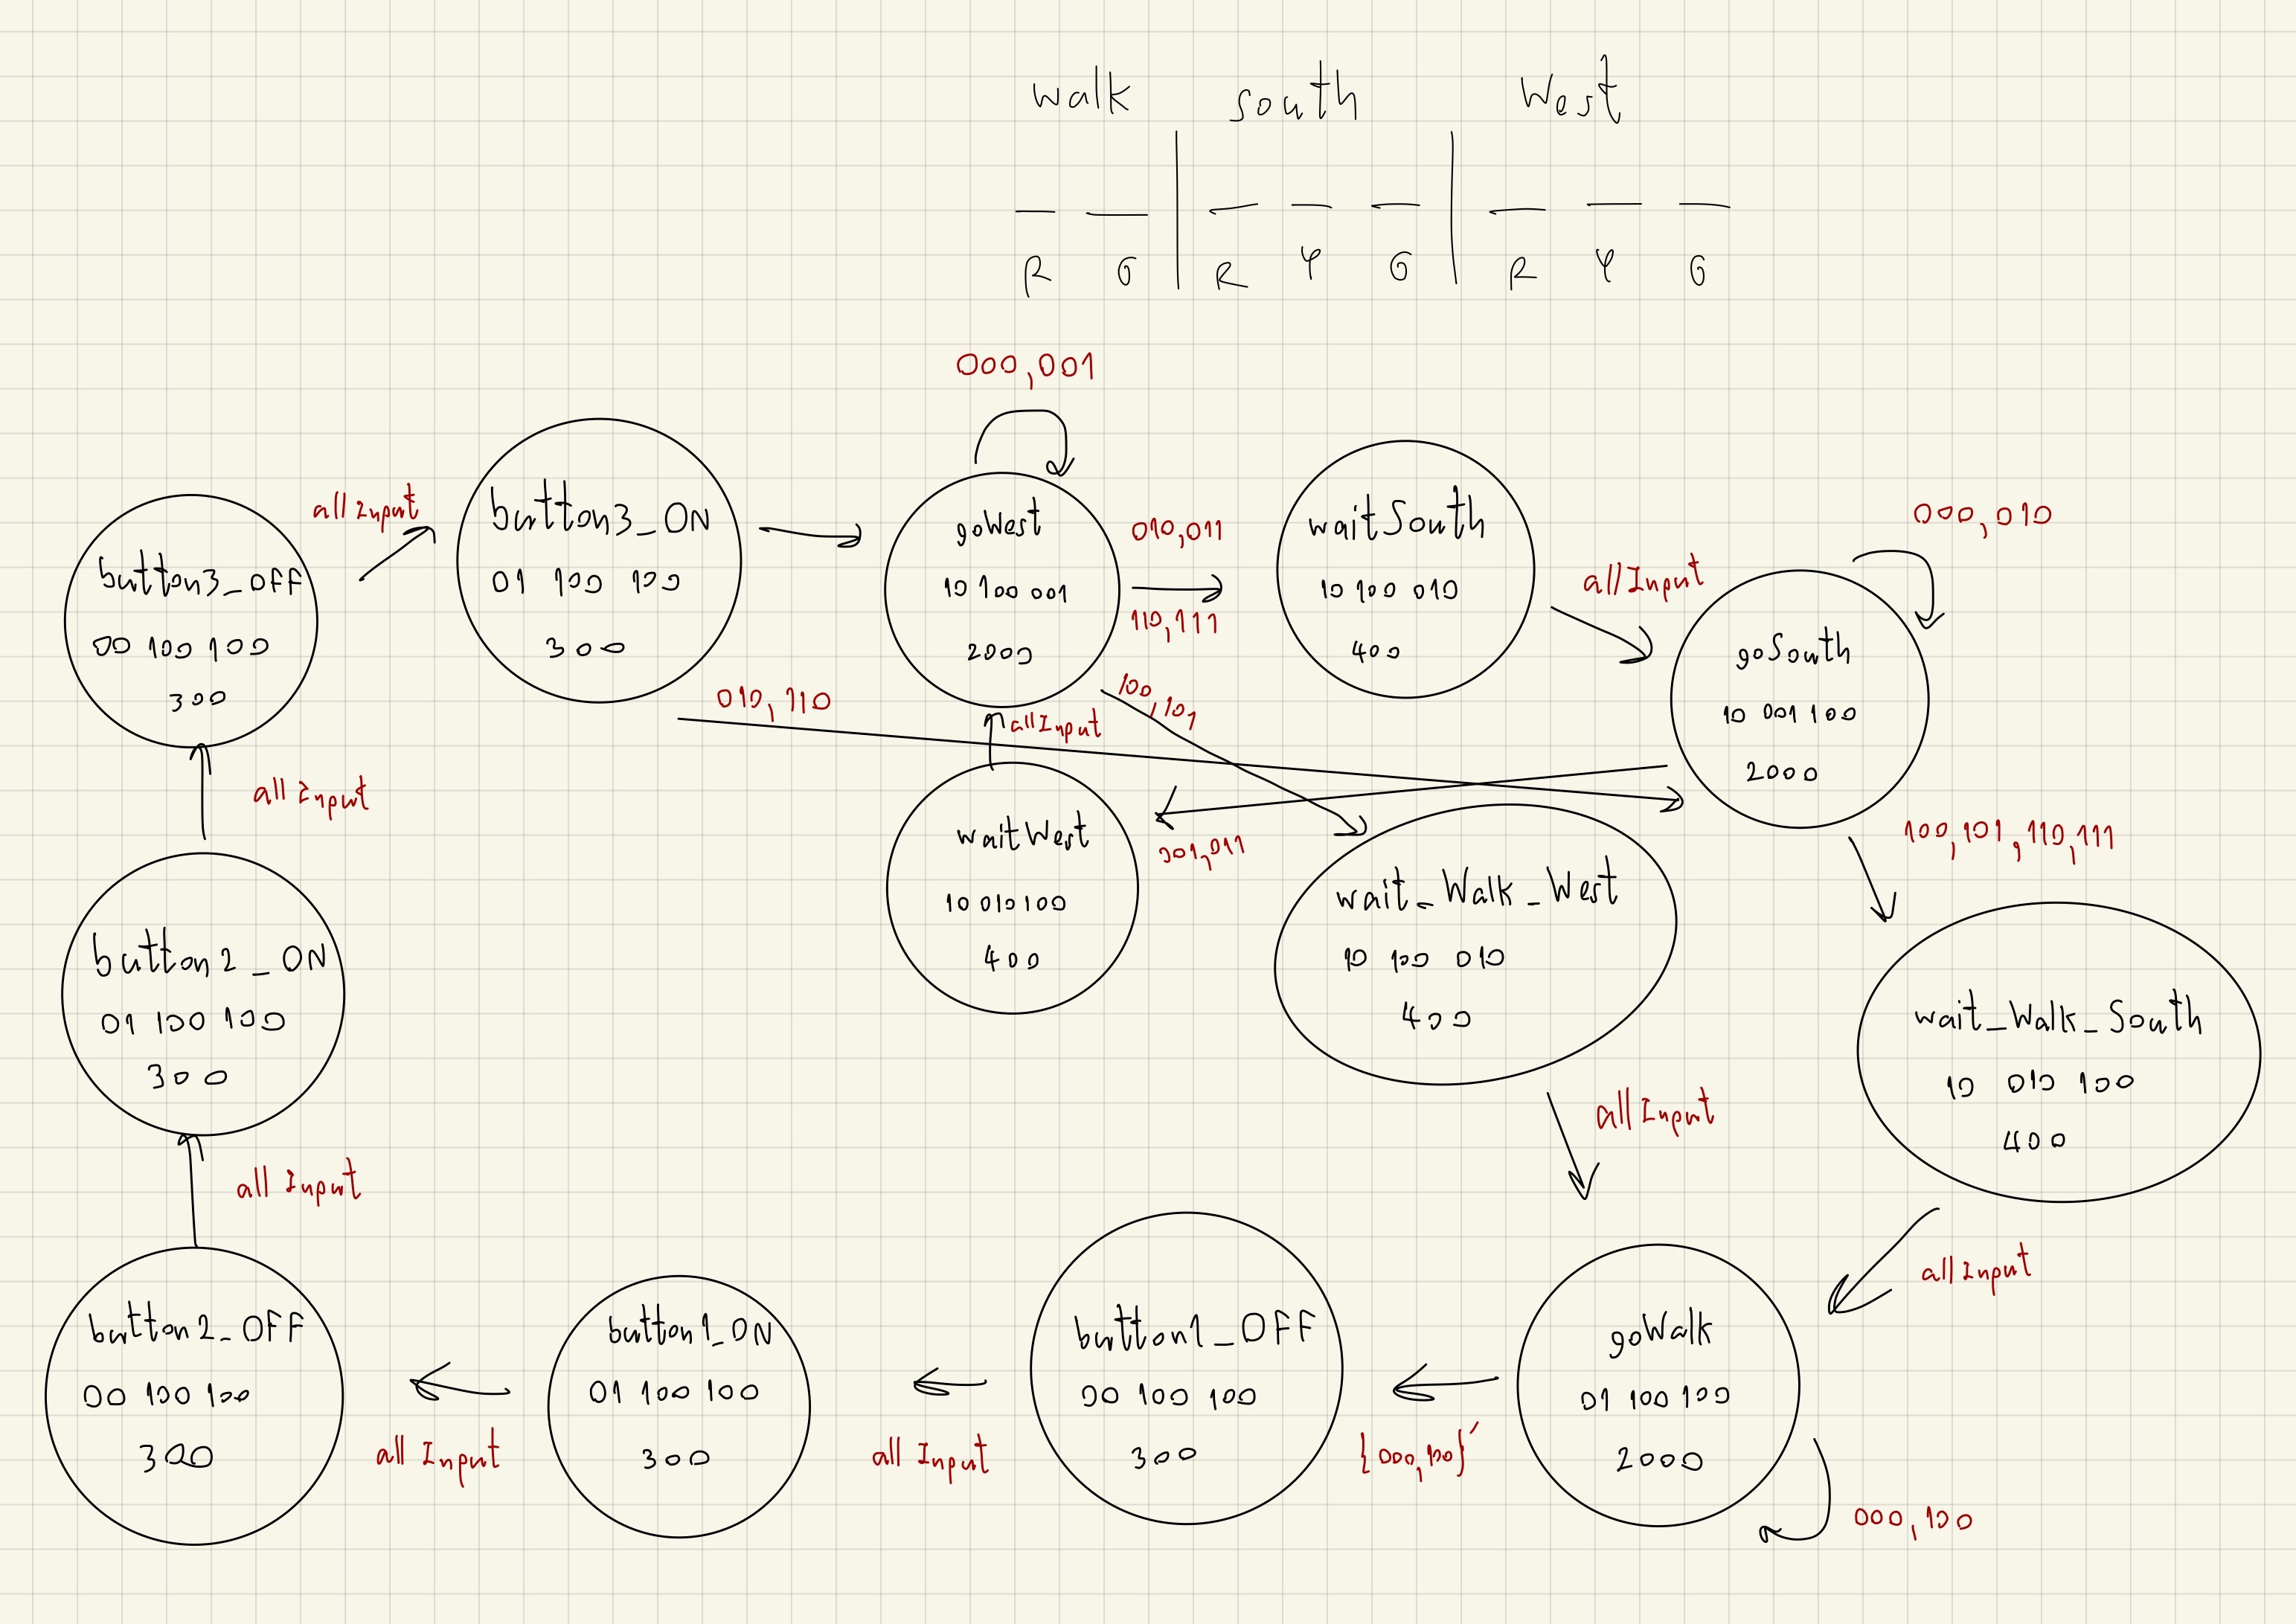 walk south West
R G R Y G R Y G
000,001
button3_OFF
00 100 100
300
all Input
button3_ON
01 100 100
300
goWest
10 100 001
2000
010,011
110,111
waitSouth
10 100 010
400
all Input
000,010
goSouth
10 001 100
2000
010,110
100,101
all Input
all Input
waitWest
10 010 100
400
001,011
wait_Walk_West
10 100 010
400
100,101,110,111
button2_ON
01 100 100
300
wait_Walk_South
10 010 100
400
all Input
all Input
all Input
button2_OFF
00 100 100
300
all Input
button1_ON
01 100 100
300
all Input
button1_OFF
00 100 100
300
{000,100}'
goWalk
01 100 100
2000
000,100